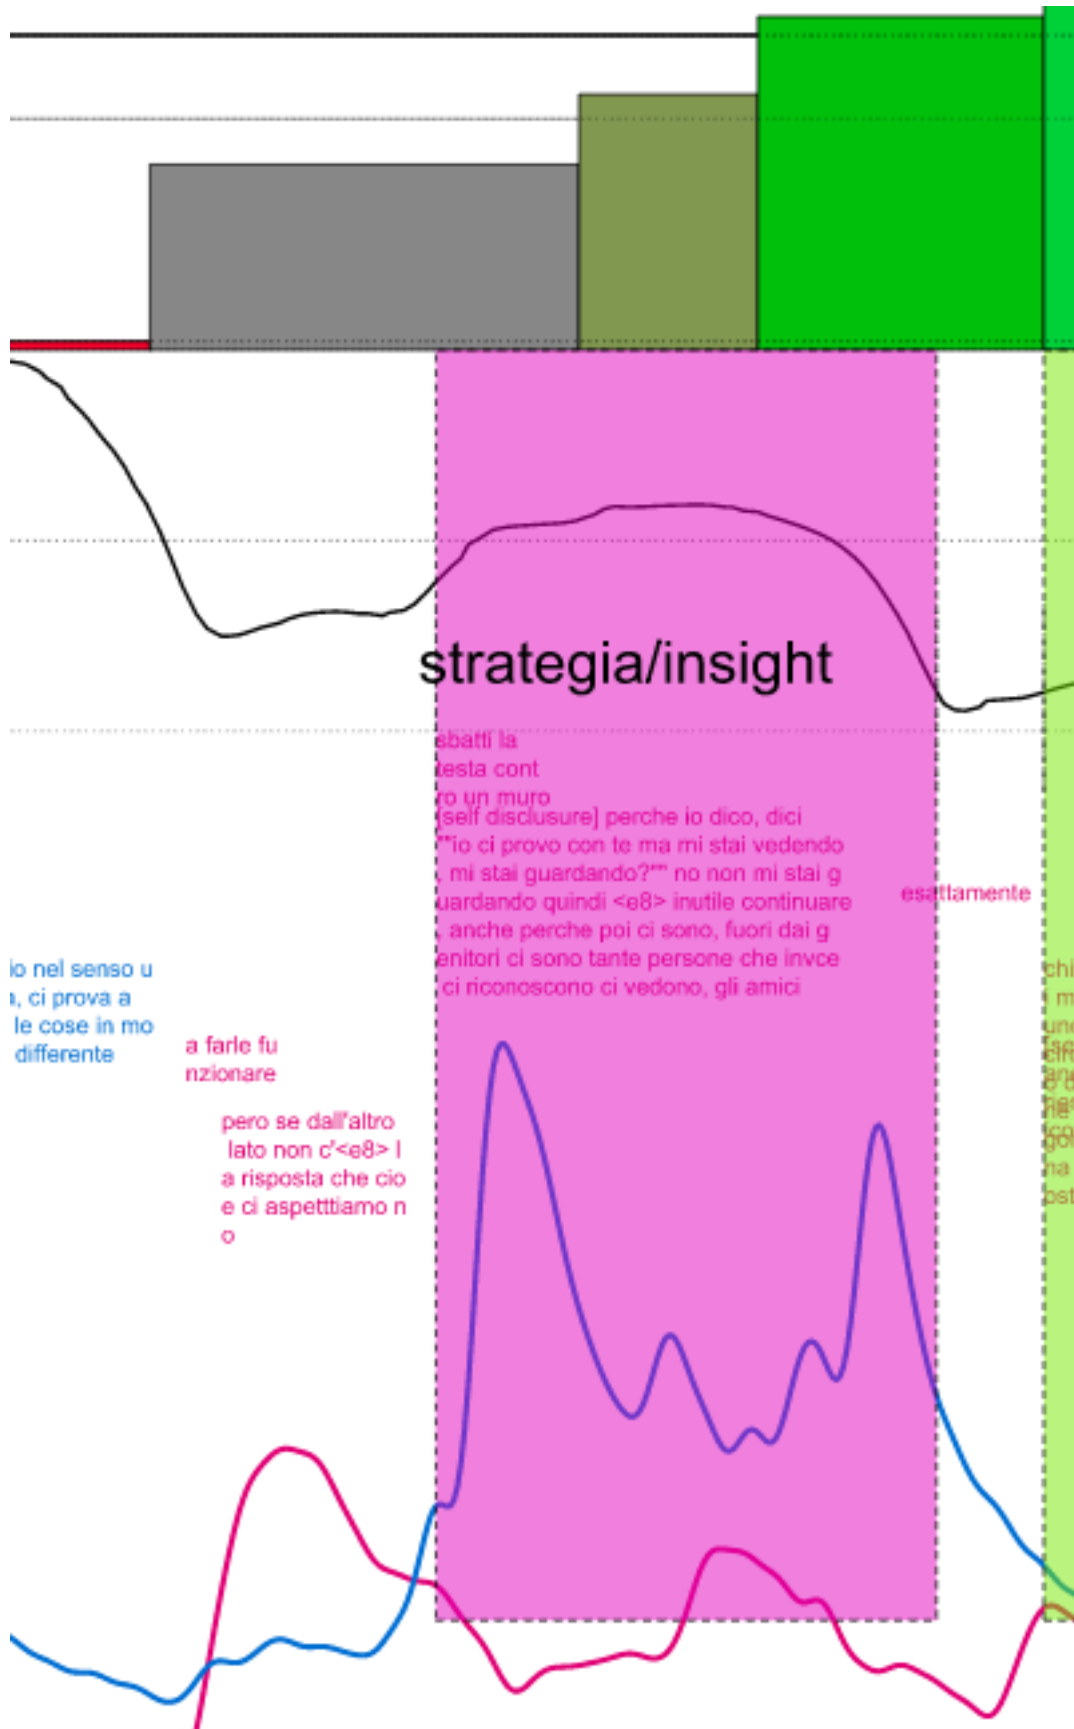 strategia/insight
sbatti la
testa cont
ro un muro
[self disclusure] perche io dico, dici
""io ci provo con te ma mi stai vedendo
, mi stai guardando?"" no non mi stai g
uardando quindi <e8> inutile continuare
, anche perche poi ci sono, fuori dai g
enitori ci sono tante persone che invce
ci riconoscono ci vedono, gli amici
esattamente
io nel senso u
, ci prova a
le cose in mo
differente
a farle fu
nzionare
pero se dall'altro
lato non c'<e8> l
a risposta che cio
e ci aspetttiamo n
o
chi